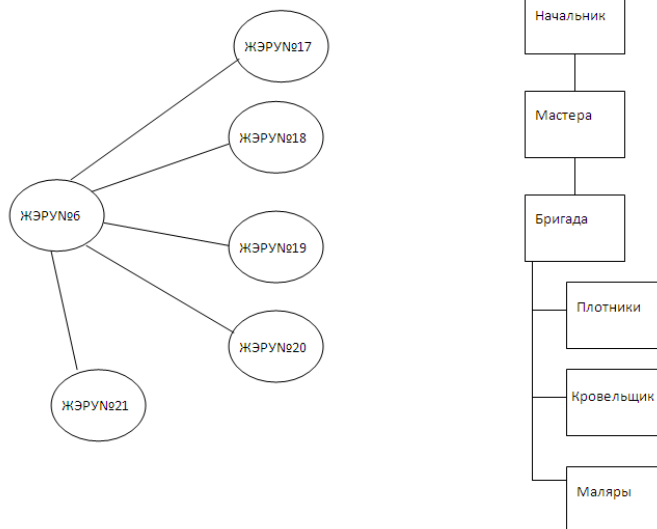 ЖЭРУ№17
ЖЭРУ№18
ЖЭРУ№6
ЖЭРУ№19
ЖЭРУ№20
ЖЭРУ№21
Начальник
Мастера
Бригада
Плотники
Кровельщик
Маляры